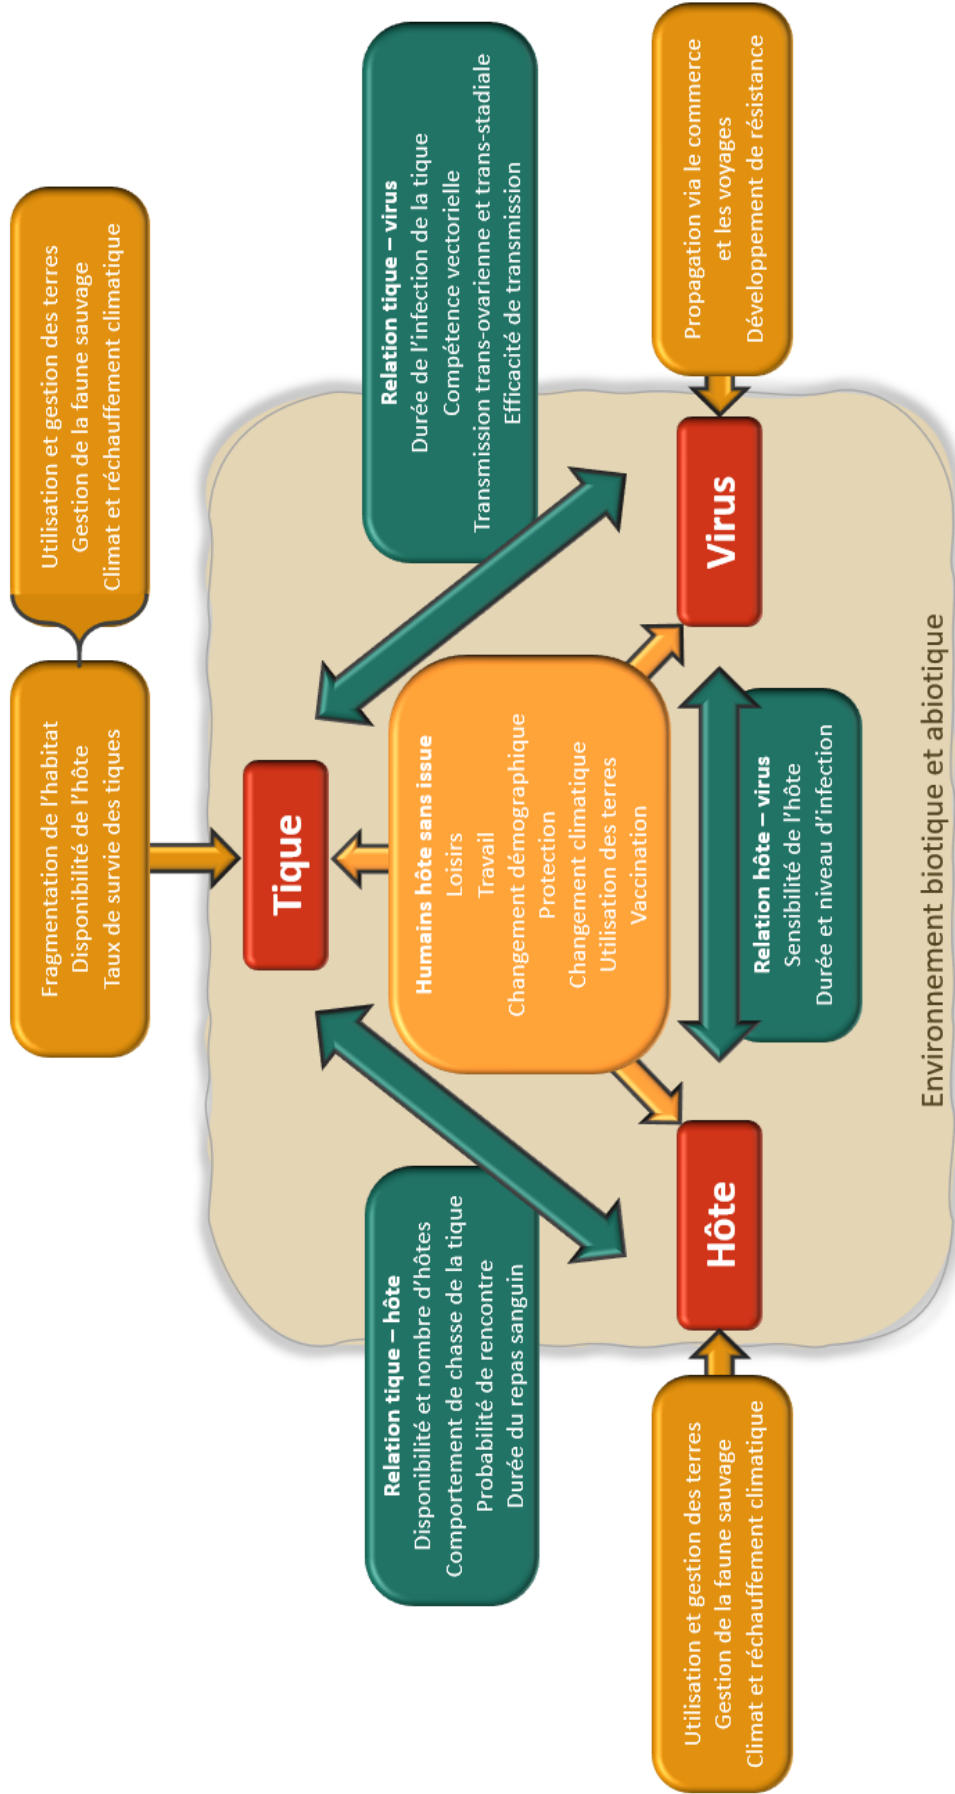 Fragmentation de l'habitat
Disponibilité de l'hôte
Taux de survie des tiques
Utilisation et gestion des terres
Gestion de la faune sauvage
Climat et réchauffement climatique
Tique
Relation tique – hôte
Disponibilité et nombre d'hôtes
Comportement de chasse de la tique
Probabilité de rencontre
Durée du repas sanguin
Humains hôte sans issue
Loisirs
Travail
Changement démographique
Protection
Changement climatique
Utilisation des terres
Vaccination
Relation tique – virus
Durée de l'infection de la tique
Compétence vectorielle
Transmission trans-ovarienne et trans-stadiale
Efficacité de transmission
Utilisation et gestion des terres
Gestion de la faune sauvage
Climat et réchauffement climatique
Hôte
Relation hôte – virus
Sensibilité de l'hôte
Durée et niveau d'infection
Virus
Propagation via le commerce
et les voyages
Développement de résistance
Environnement biotique et abiotique